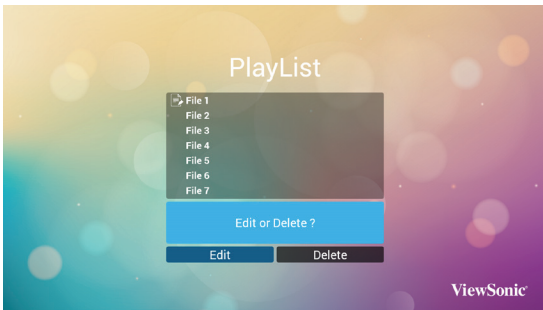 PlayList
File 1
File 2
File 3
File 4
File 5
File 6
File 7
Edit or Delete ?
Edit
Delete
ViewSonic